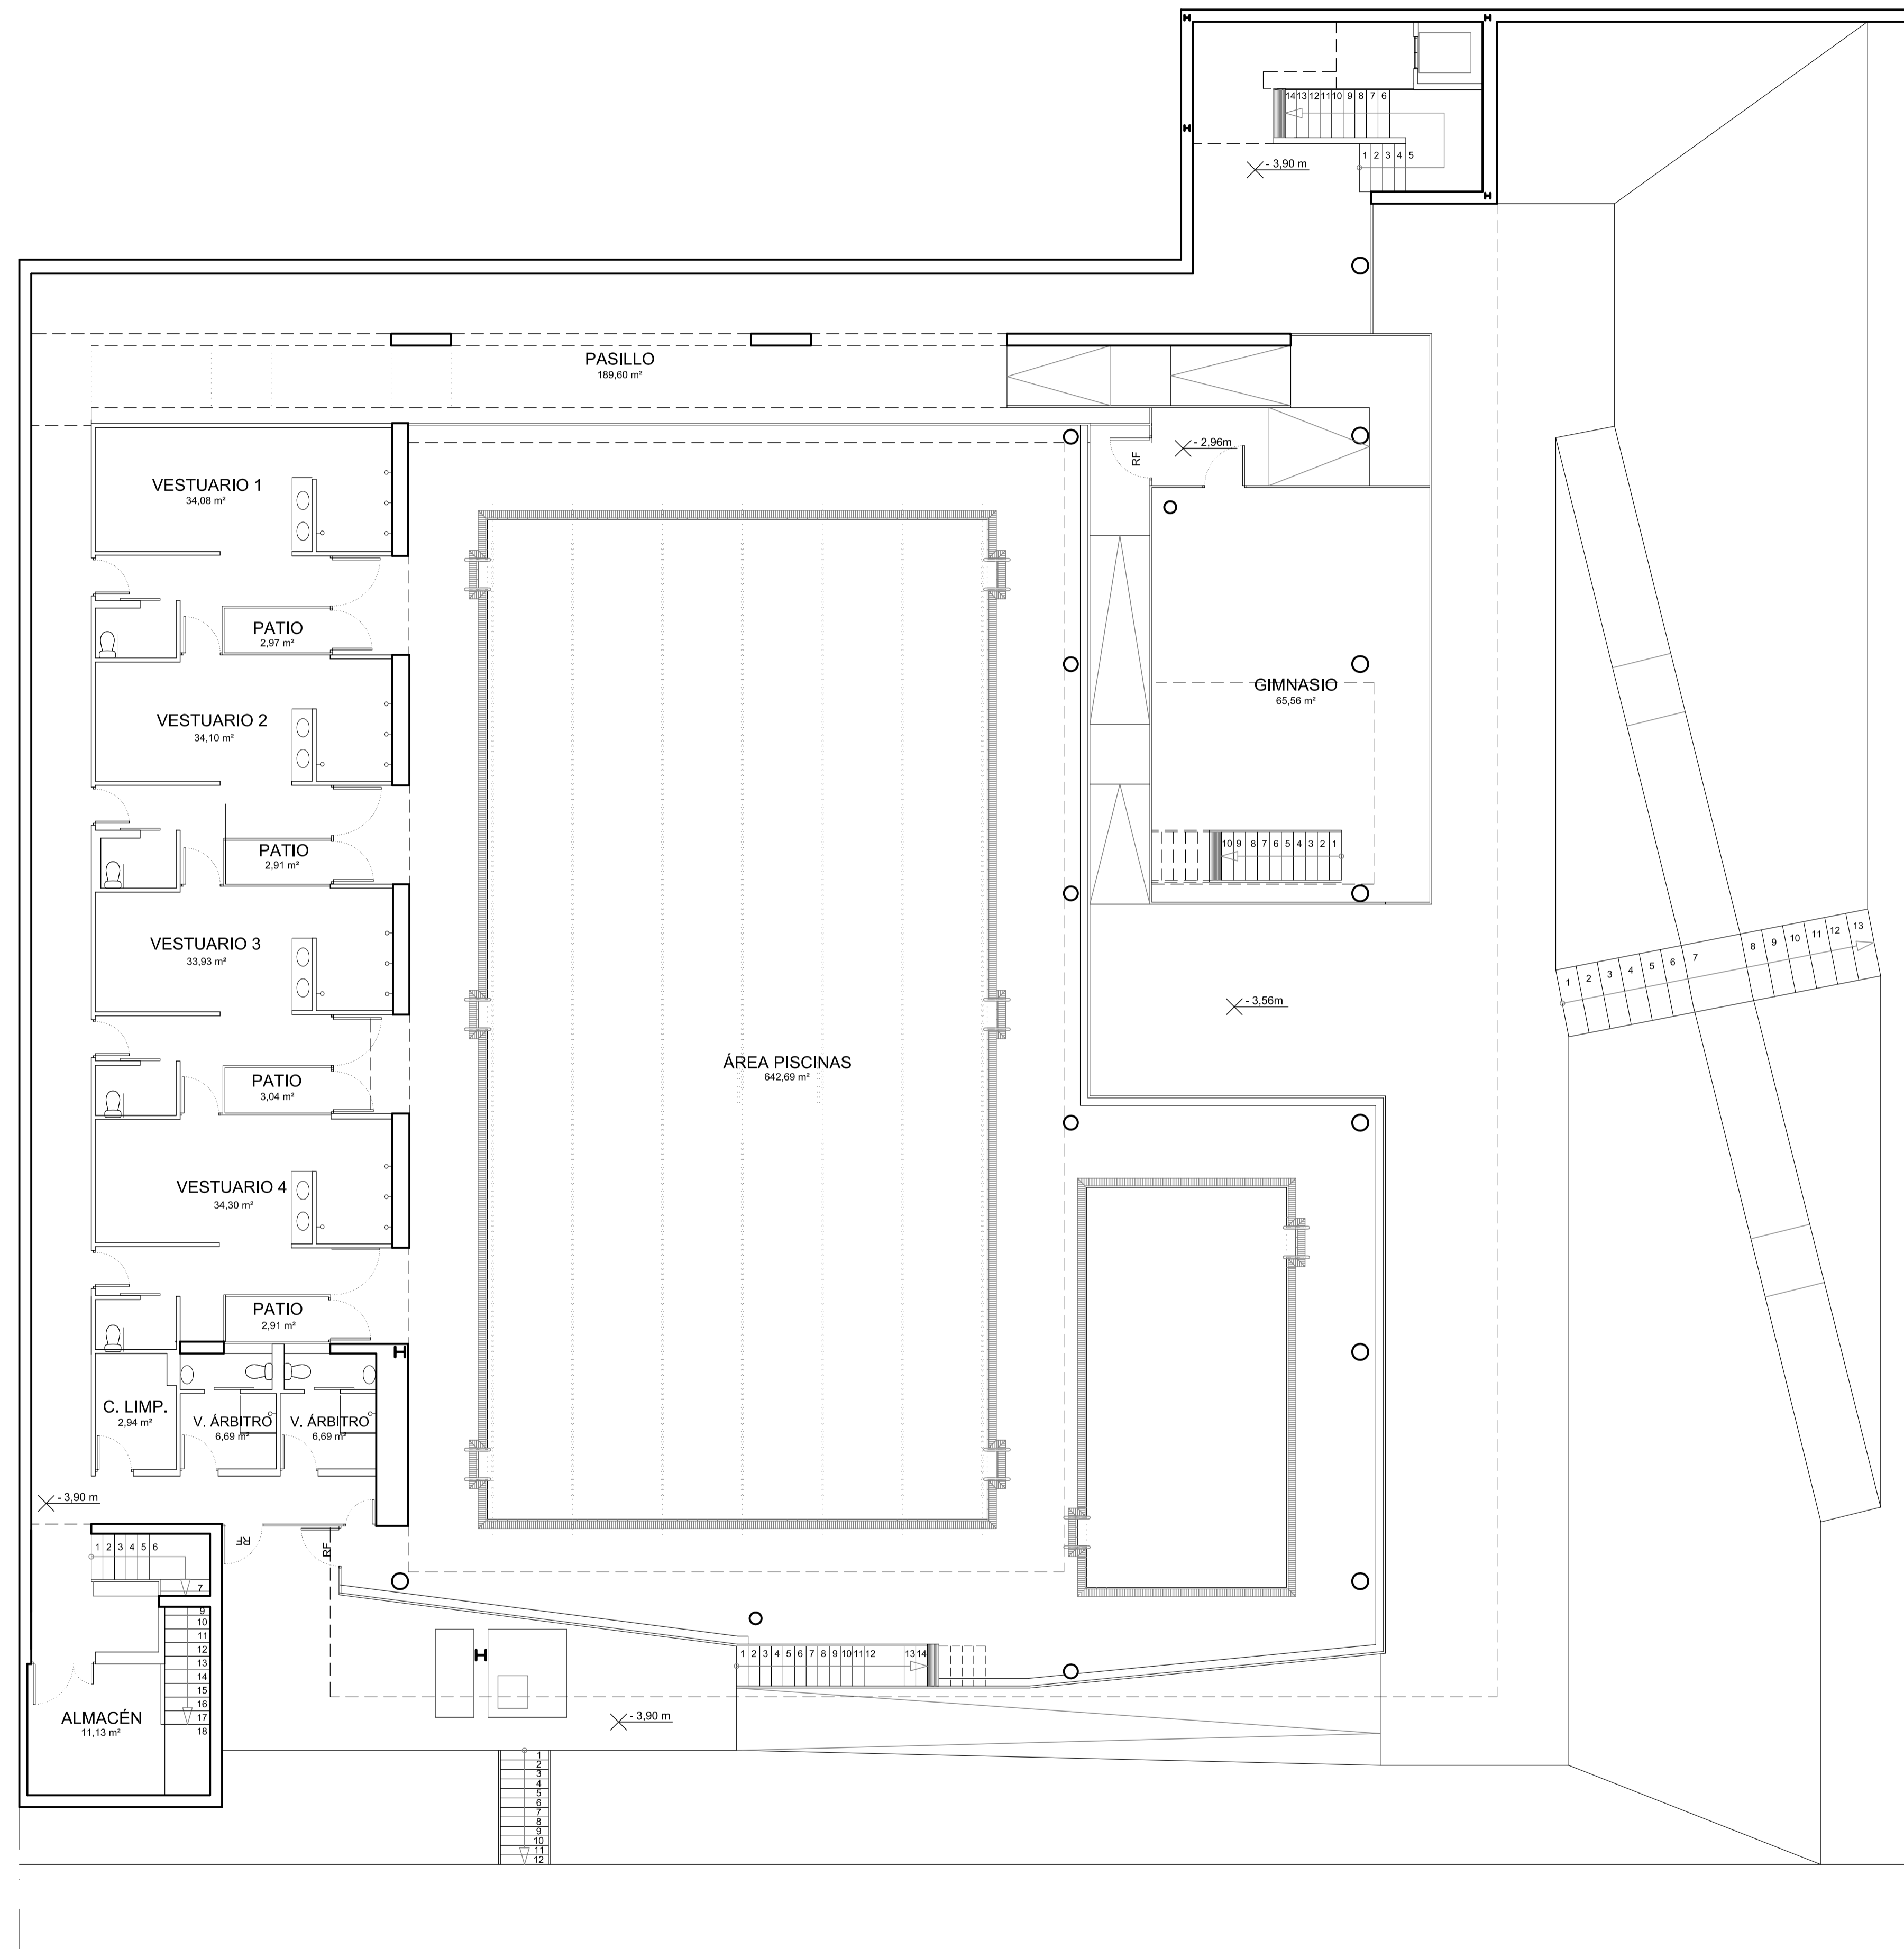 14 13 12 11 10 9 8 7 6
1 2 3 4 5
- 3,90 m
PASILLO
189,60 m²
RF
- 2,96m
VESTUARIO 1
34,08 m²
PATIO
2,97 m²
VESTUARIO 2
34,10 m²
GIMNASIO
65,56 m²
PATIO
2,91 m²
10 9 8 7 6 5 4 3 2 1
VESTUARIO 3
33,93 m²
1 2 3 4 5 6 7 8 9 10 11 12 13
- 3,56m
ÁREA PISCINAS
642,69 m²
PATIO
3,04 m²
VESTUARIO 4
34,30 m²
PATIO
2,91 m²
C. LIMP.
2,94 m²
V. ÁRBITRO
6,69 m²
V. ÁRBITRO
6,69 m²
- 3,90 m
RF
RF
1 2 3 4 5 6
7
9
10
11
12
13
14
15
16
17
18
1 2 3 4 5 6 7 8 9 10 11 12 13 14
ALMACÉN
11,13 m²
- 3,90 m
1
2
3
4
5
6
7
8
9
10
11
12